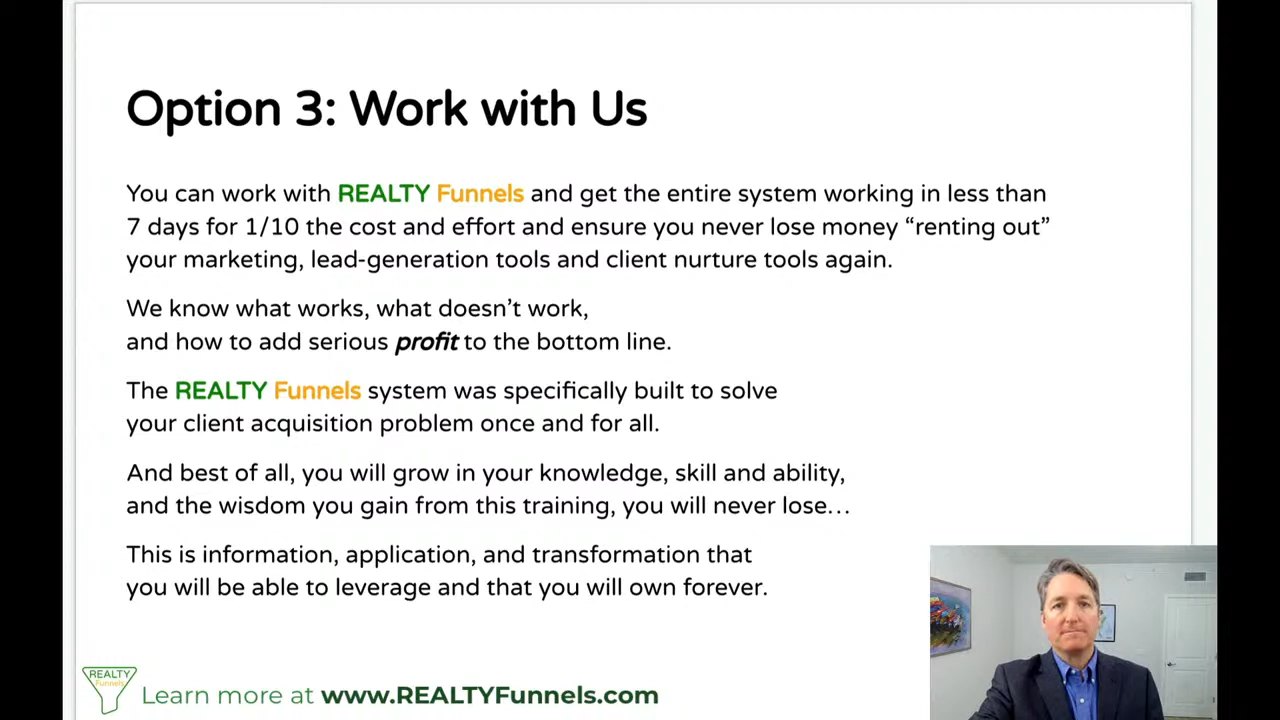 Option 3: Work with Us
You can work with REALTY Funnels and get the entire system working in less than
7 days for 1/10 the cost and effort and ensure you never lose money “renting out”
your marketing, lead-generation tools and client nurture tools again.
We know what works, what doesn’t work,
and how to add serious profit to the bottom line.
The REALTY Funnels system was specifically built to solve
your client acquisition problem once and for all.
And best of all, you will grow in your knowledge, skill and ability,
and the wisdom you gain from this training, you will never lose…
This is information, application, and transformation that
you will be able to leverage and that you will own forever.
REALTY
Funnels
Learn more at www.REALTYFunnels.com